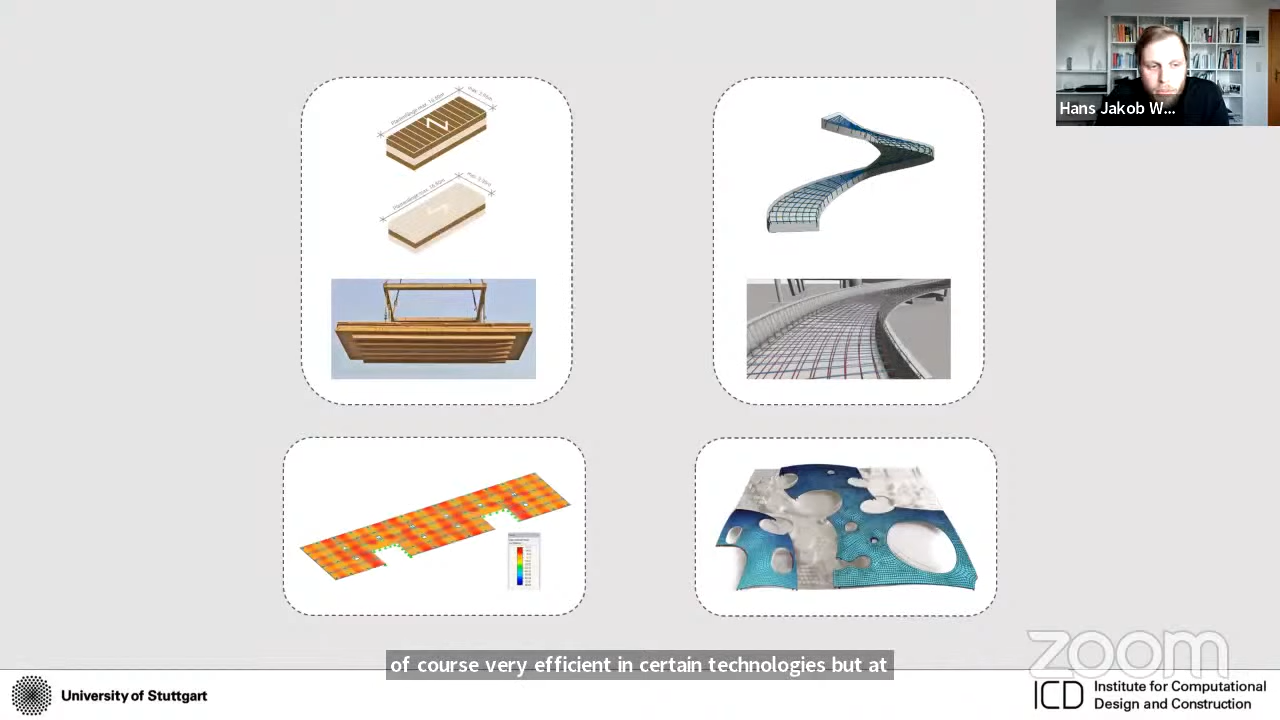 Hans Jakob W...
of course very efficient in certain technologies but at
zoom
University of Stuttgart
ICD
Institute for Computational
Design and Construction